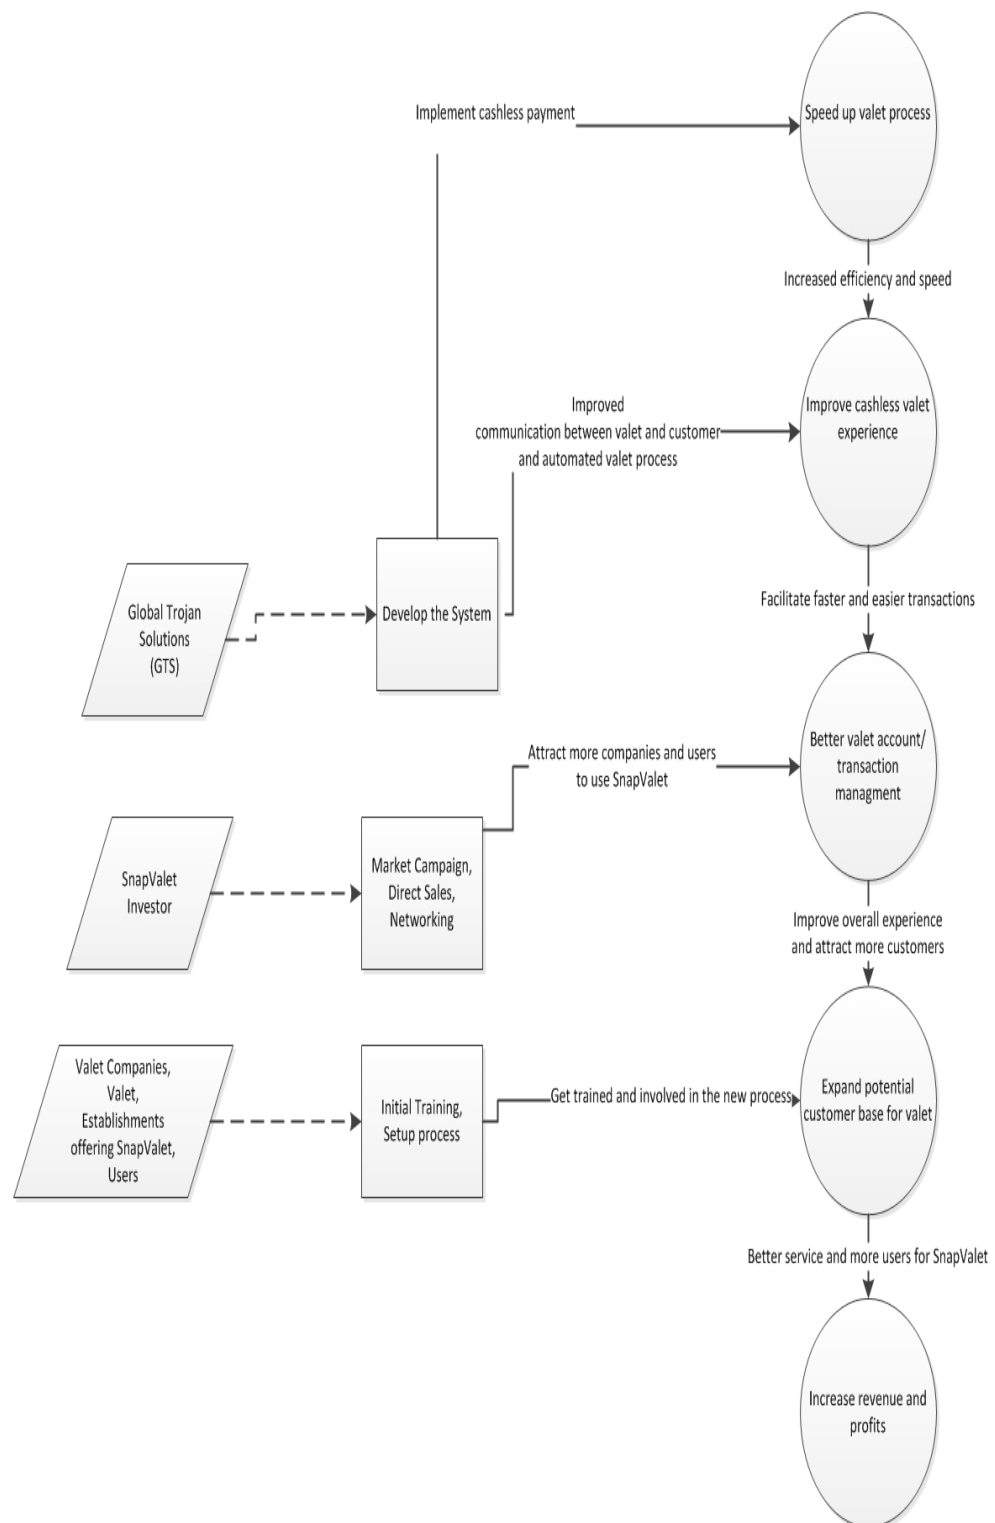 Implement cashless payment
Speed up valet process
Increased efficiency and speed
Improved
communication between valet and customer
and automated valet process
Improve cashless valet
experience
Global Trojan
Solutions
(GTS)
Develop the System
Facilitate faster and easier transactions
Attract more companies and users
to use SnapValet
Better valet account/
transaction
managment
SnapValet
Investor
Market Campaign,
Direct Sales,
Networking
Improve overall experience
and attract more customers
Valet Companies,
Valet,
Establishments
offering SnapValet,
Users
Initial Training,
Setup process
Get trained and involved in the new process
Expand potential
customer base for valet
Better service and more users for SnapValet
Increase revenue and
profits